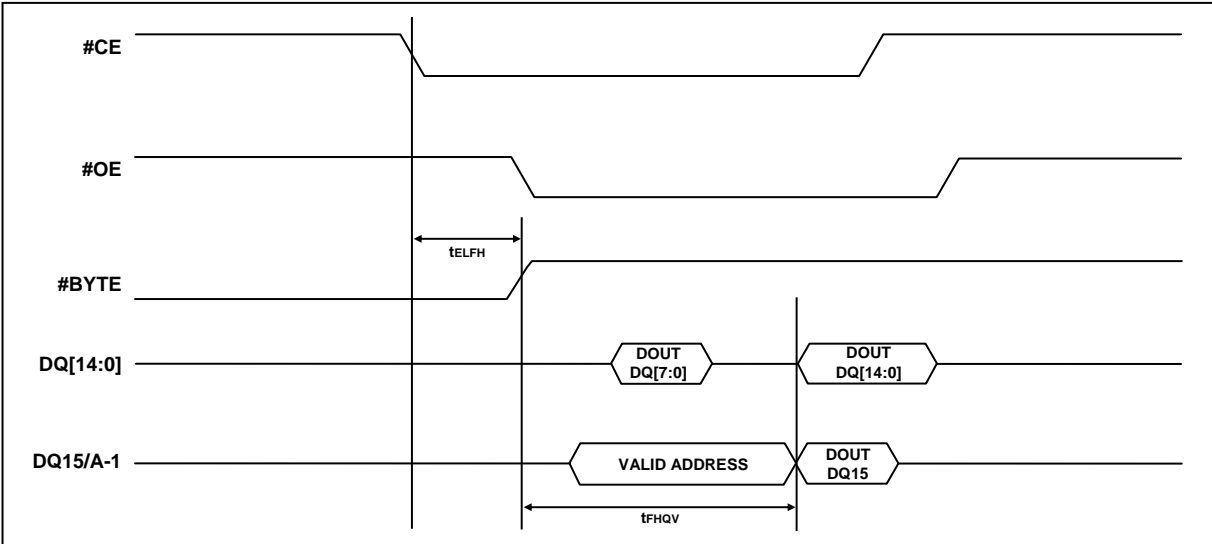 #CE
#OE
tELFH
#BYTE
DQ[14:0]
DOUT
DQ[7:0]
DOUT
DQ[14:0]
DQ15/A-1
VALID ADDRESS
DOUT
DQ15
tFHQV